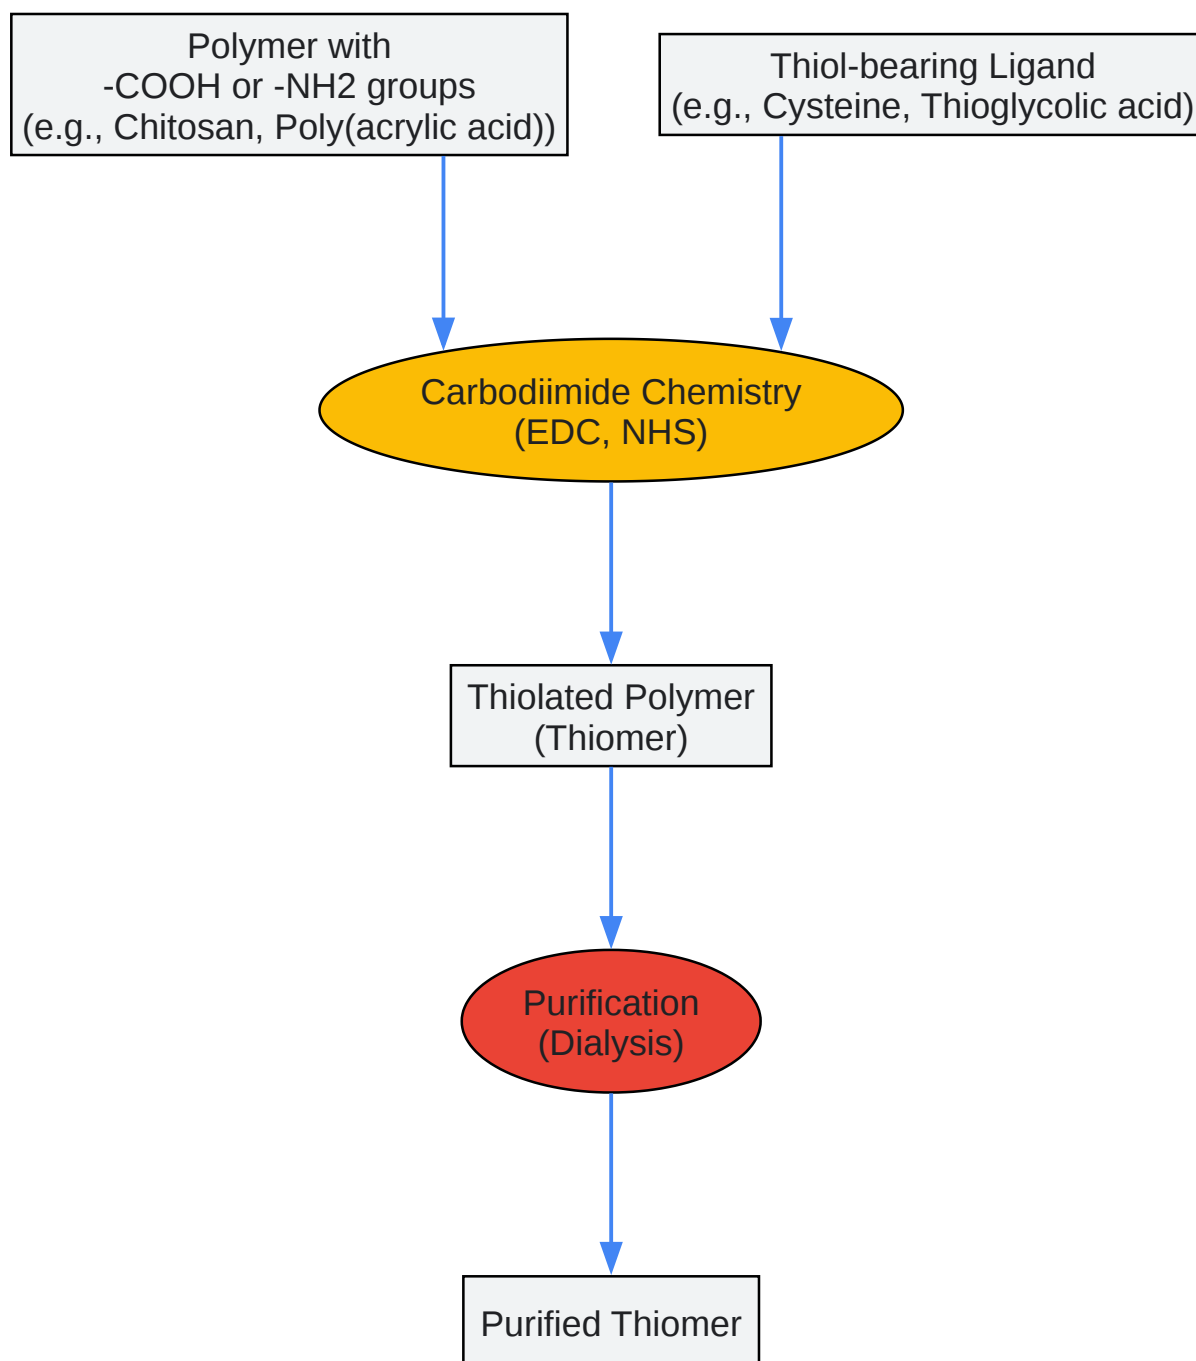 Polymer with
-COOH or -NH2 groups
(e.g., Chitosan, Poly(acrylic acid))
Thiol-bearing Ligand
(e.g., Cysteine, Thioglycolic acid)
Carbodiimide Chemistry
(EDC, NHS)
Thiolated Polymer
(Thiomer)
Purification
(Dialysis)
Purified Thiomer